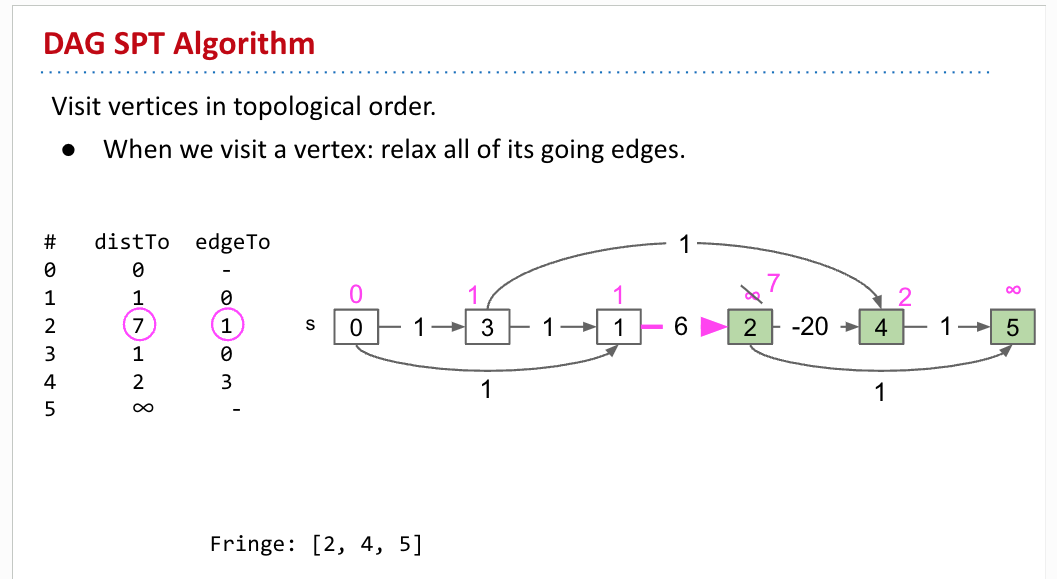 DAG SPT Algorithm
Visit vertices in topological order.
● When we visit a vertex: relax all of its going edges.
# distTo edgeTo
0 0 -
1 1 0
2 7 1
3 1 0
4 2 3
5 ∞ -
1
0 1 1 ∞ 7 2 ∞
s 0 1 3 1 1 6 2 -20 4 1 5
1 1
Fringe: [2, 4, 5]